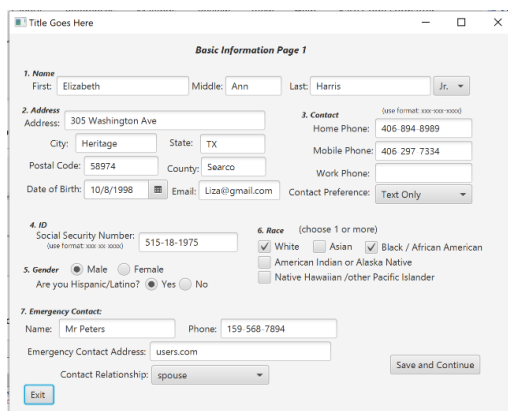 Title Goes Here
Basic Information Page 1
1. Name
First: Elizabeth Middle: Ann Last: Harris Jr.
2. Address
Address: 305 Washington Ave
City: Heritage State: TX
Postal Code: 58974 County: Searco
Date of Birth: 10/8/1998 Email: Liza@gmail.com
3. Contact
(use format: xxx-xxx-xxxx)
Home Phone: 406-894-8989
Mobile Phone: 406-297-7334
Work Phone:
Contact Preference: Text Only
4. ID
Social Security Number: 515-18-1975
(use format: xxx xx xxxx)
5. Gender Male Female
Are you Hispanic/Latino? Yes No
6. Race (choose 1 or more)
White Asian Black / African American
American Indian or Alaska Native
Native Hawaiian /other Pacific Islander
7. Emergency Contact:
Name: Mr Peters Phone: 159-568-7894
Emergency Contact Address: users.com
Contact Relationship: spouse
Save and Continue
Exit